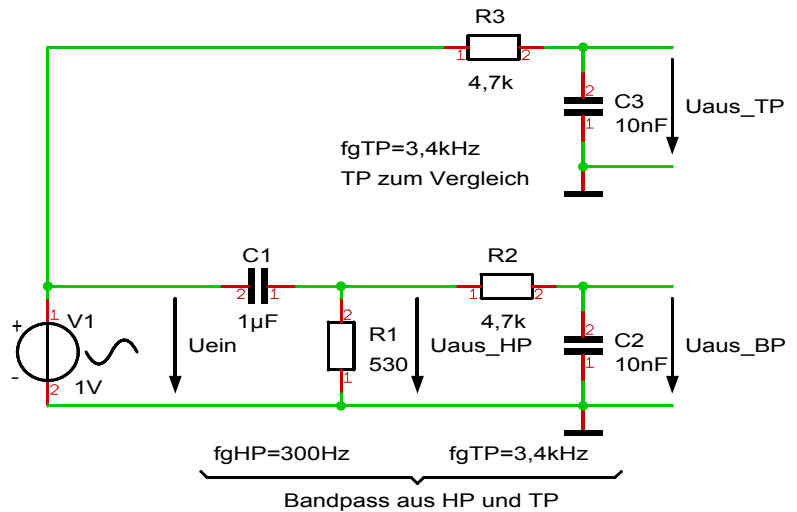 R3
1 2
4,7k
2
C3
1
10nF
Uaus_TP
fgTP=3,4kHz
TP zum Vergleich
C1
2 1
1µF
R2
1 2
4,7k
1
+
V1
-
2
1V
Uein
2
R1
1
530
Uaus_HP
2
C2
1
10nF
Uaus_BP
fgHP=300Hz
fgTP=3,4kHz
Bandpass aus HP und TP